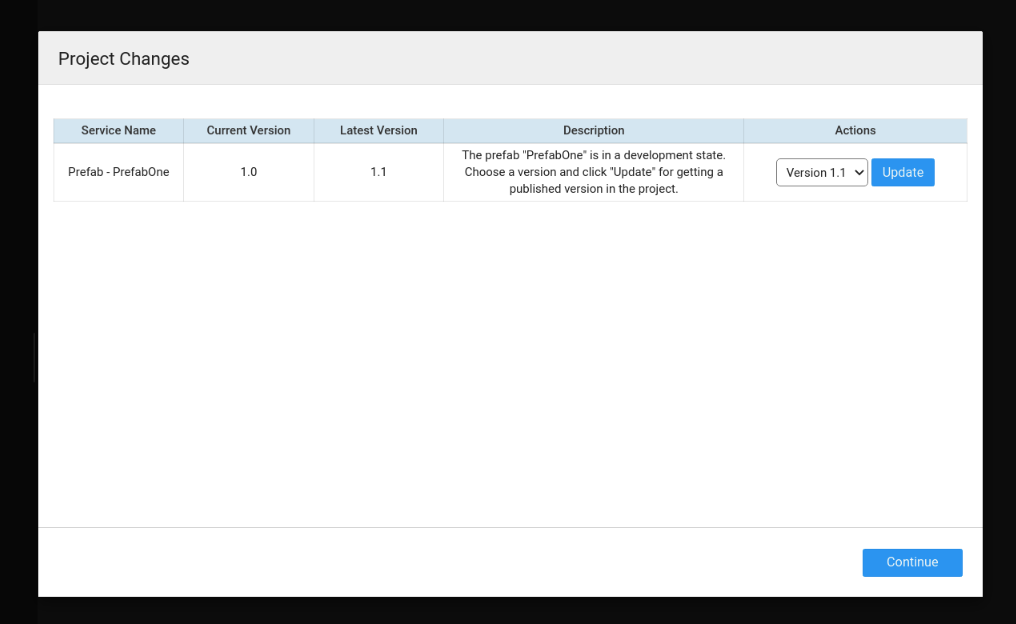 Project Changes
Service Name Current Version Latest Version Description Actions
Prefab - PrefabOne 1.0 1.1
The prefab "PrefabOne" is in a development state.
Choose a version and click "Update" for getting a
published version in the project.
Version 1.1 Update
Continue